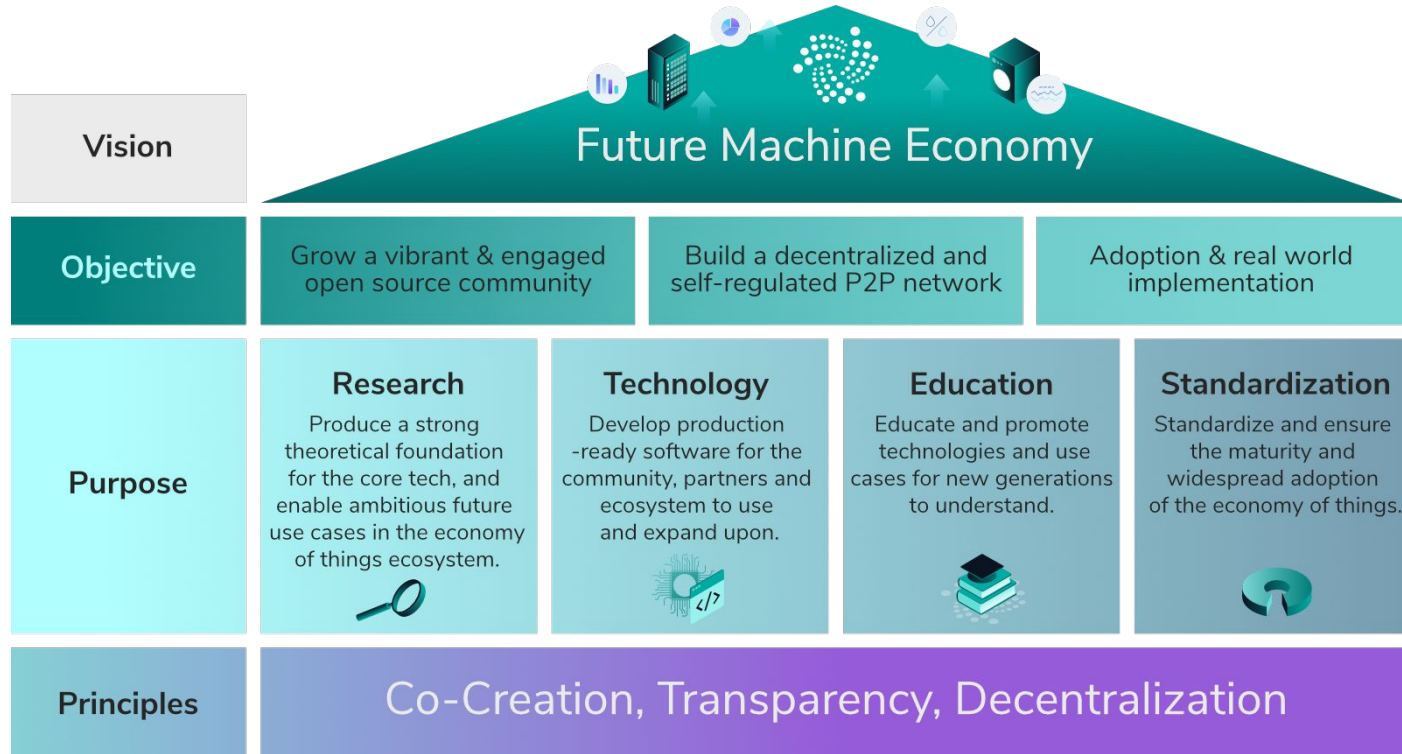 Vision
Future Machine Economy
Objective
Grow a vibrant & engaged
open source community
Build a decentralized and
self-regulated P2P network
Adoption & real world
implementation
Purpose
Research
Produce a strong
theoretical foundation
for the core tech, and
enable ambitious future
use cases in the economy
of things ecosystem.
Technology
Develop production
-ready software for the
community, partners and
ecosystem to use
and expand upon.
</>
Education
Educate and promote
technologies and use
cases for new generations
to understand.
Standardization
Standardize and ensure
the maturity and
widespread adoption
of the economy of things.
Principles
Co-Creation, Transparency, Decentralization